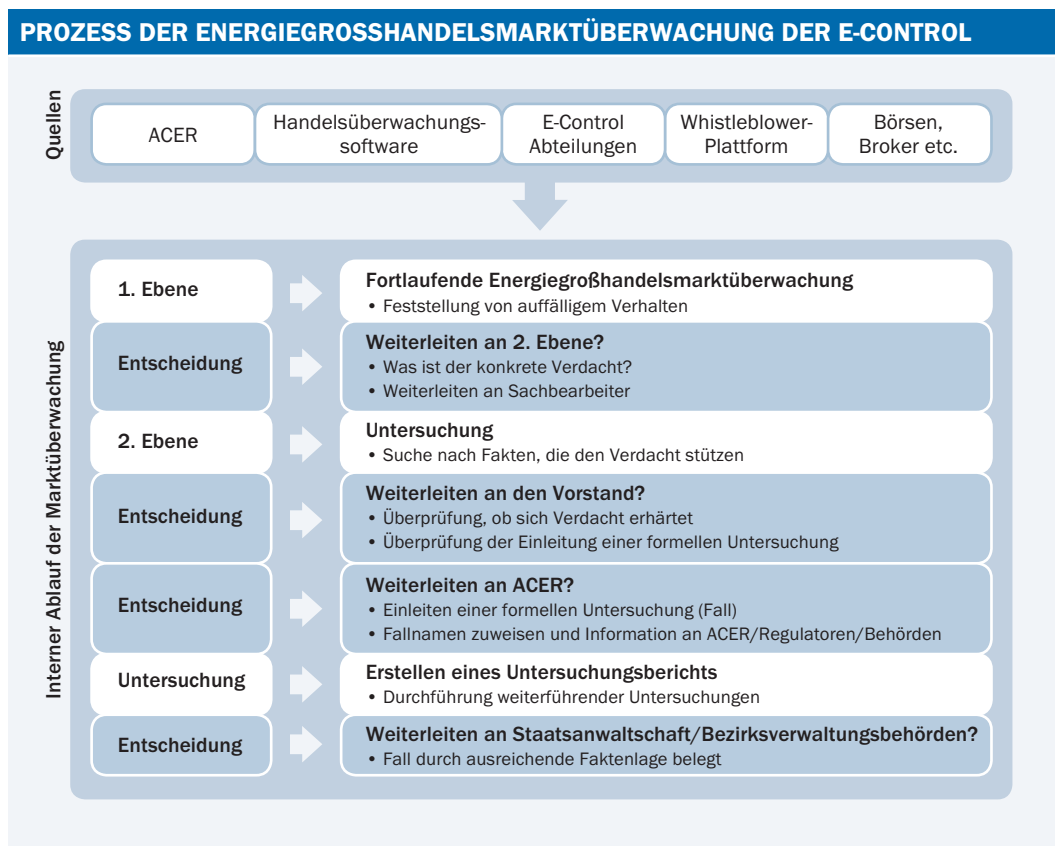 PROZESS DER ENERGIEGROSSHANDELSMARKTÜBERWACHUNG DER E-CONTROL
Quellen
ACER
Handelsüberwachungs-
software
E-Control
Abteilungen
Whistleblower-
Plattform
Börsen,
Broker etc.
Interner Ablauf der Marktüberwachung
1. Ebene
Fortlaufende Energiegroßhandelsmarktüberwachung
• Feststellung von auffälligem Verhalten
Entscheidung
Weiterleiten an 2. Ebene?
• Was ist der konkrete Verdacht?
• Weiterleiten an Sachbearbeiter
2. Ebene
Untersuchung
• Suche nach Fakten, die den Verdacht stützen
Entscheidung
Weiterleiten an den Vorstand?
• Überprüfung, ob sich Verdacht erhärtet
• Überprüfung der Einleitung einer formellen Untersuchung
Entscheidung
Weiterleiten an ACER?
• Einleiten einer formellen Untersuchung (Fall)
• Fallnamen zuweisen und Information an ACER/Regulatoren/Behörden
Untersuchung
Erstellen eines Untersuchungsberichts
• Durchführung weiterführender Untersuchungen
Entscheidung
Weiterleiten an Staatsanwaltschaft/Bezirksverwaltungsbehörden?
• Fall durch ausreichende Faktenlage belegt